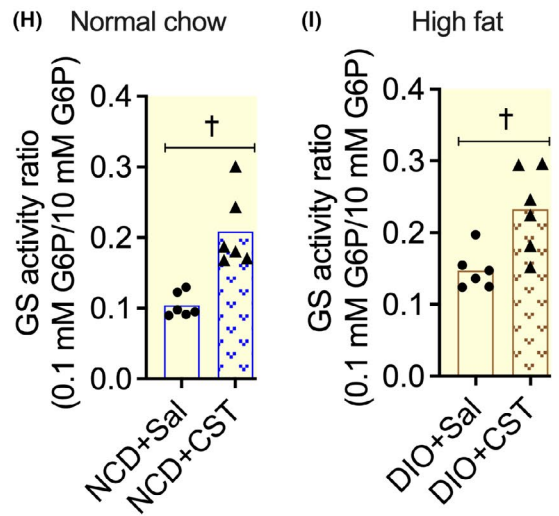 (H) Normal chow
GS activity ratio
(0.1 mM G6P/10 mM G6P)
0.4
0.3
0.2
0.1
0.0
†
NCD+Sal
NCD+CST
(I) High fat
GS activity ratio
(0.1 mM G6P/10 mM G6P)
0.4
0.3
0.2
0.1
0.0
†
DIO+Sal
DIO+CST